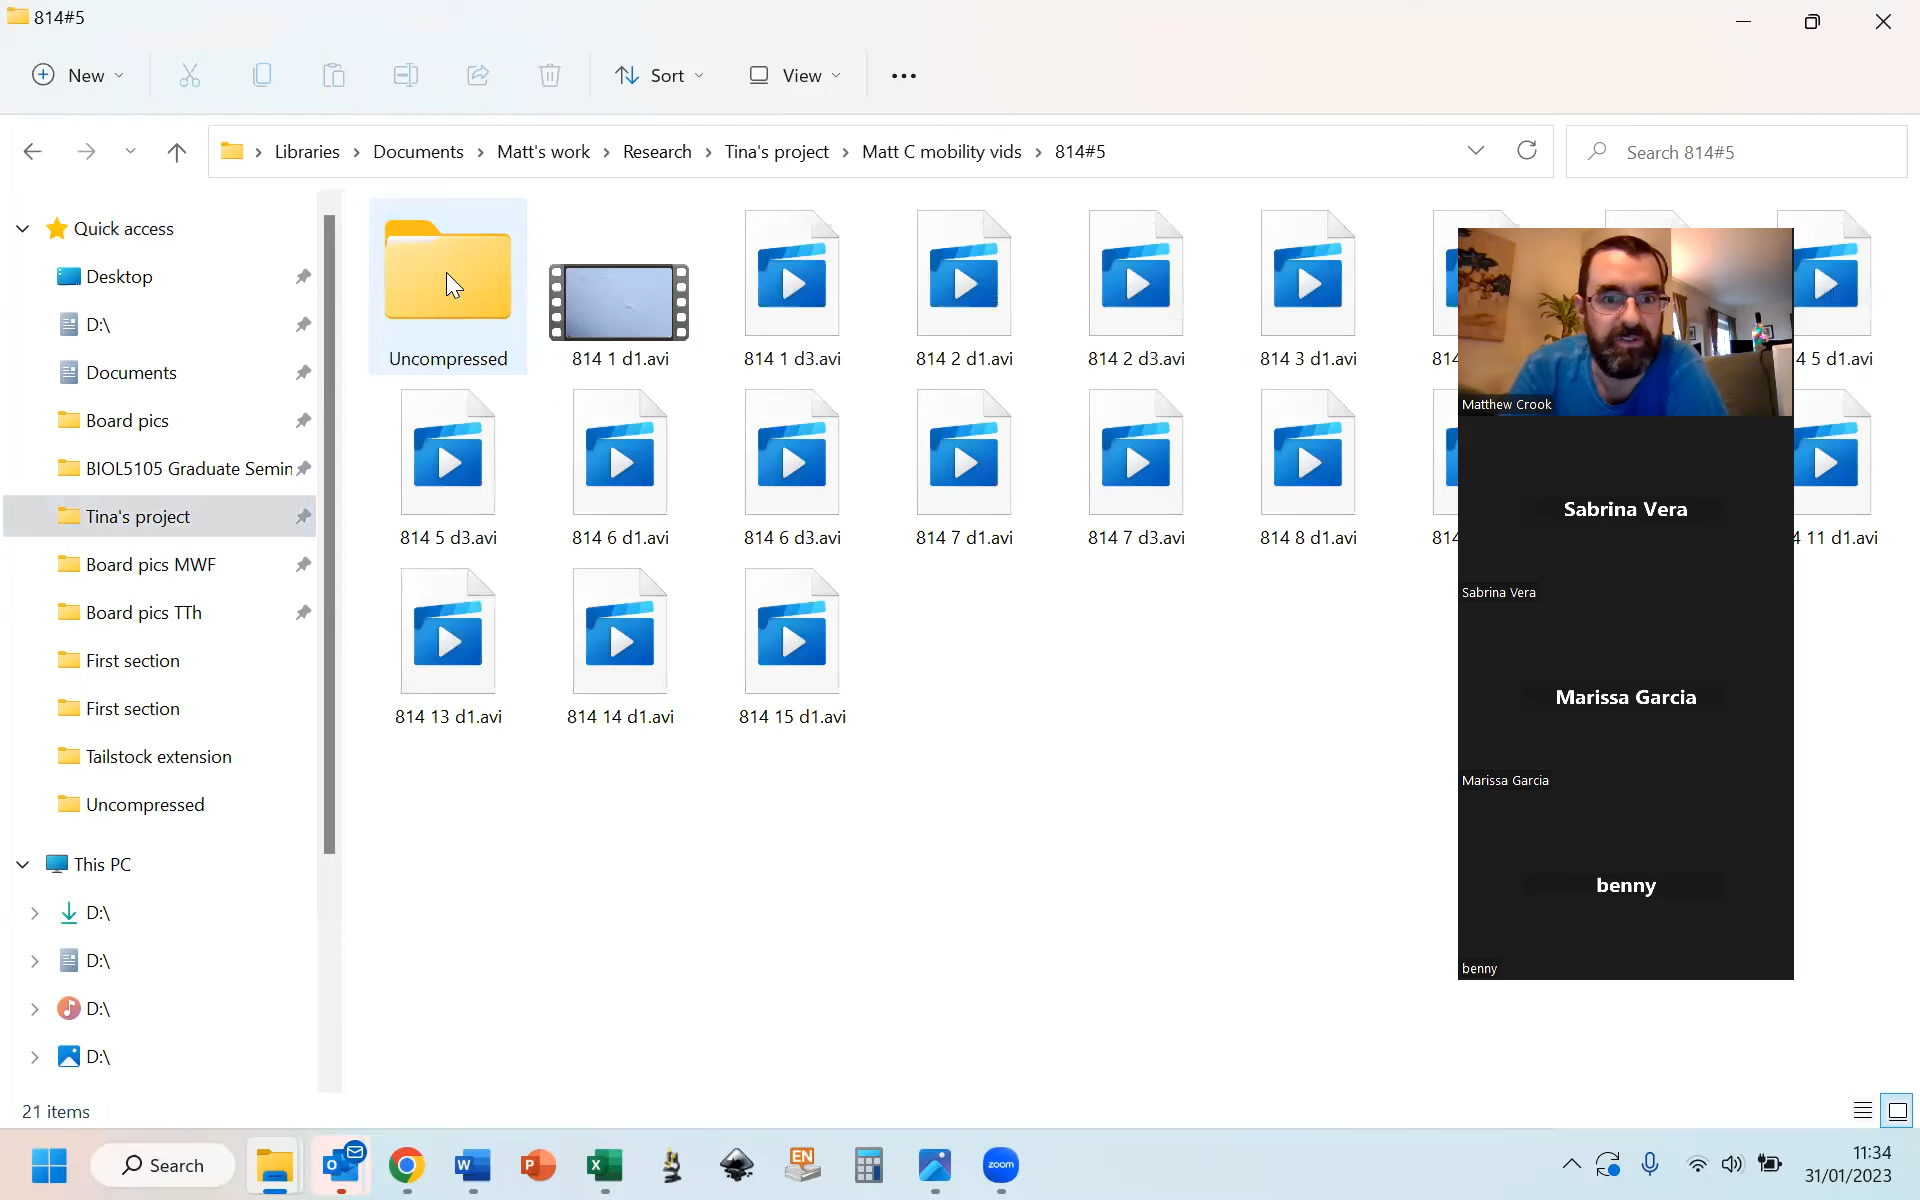 814#5
New
Sort
View
Libraries
Documents
Matt's work
Research
Tina's project
Matt C mobility vids
814#5
Search 814#5
Quick access
Desktop
D:\
Documents
Board pics
BIOL5105 Graduate Semin
Tina's project
Board pics MWF
Board pics TTh
First section
First section
Tailstock extension
Uncompressed
This PC
D:\
D:\
D:\
D:\
Uncompressed
814 1 d1.avi
814 1 d3.avi
814 2 d1.avi
814 2 d3.avi
814 3 d1.avi
814
4 5 d1.avi
814 5 d3.avi
814 6 d1.avi
814 6 d3.avi
814 7 d1.avi
814 7 d3.avi
814 8 d1.avi
814
4 11 d1.avi
814 13 d1.avi
814 14 d1.avi
814 15 d1.avi
Matthew Crook
Sabrina Vera
Sabrina Vera
Marissa Garcia
Marissa Garcia
benny
benny
21 items
Search
EN
zoom
11:34
31/01/2023